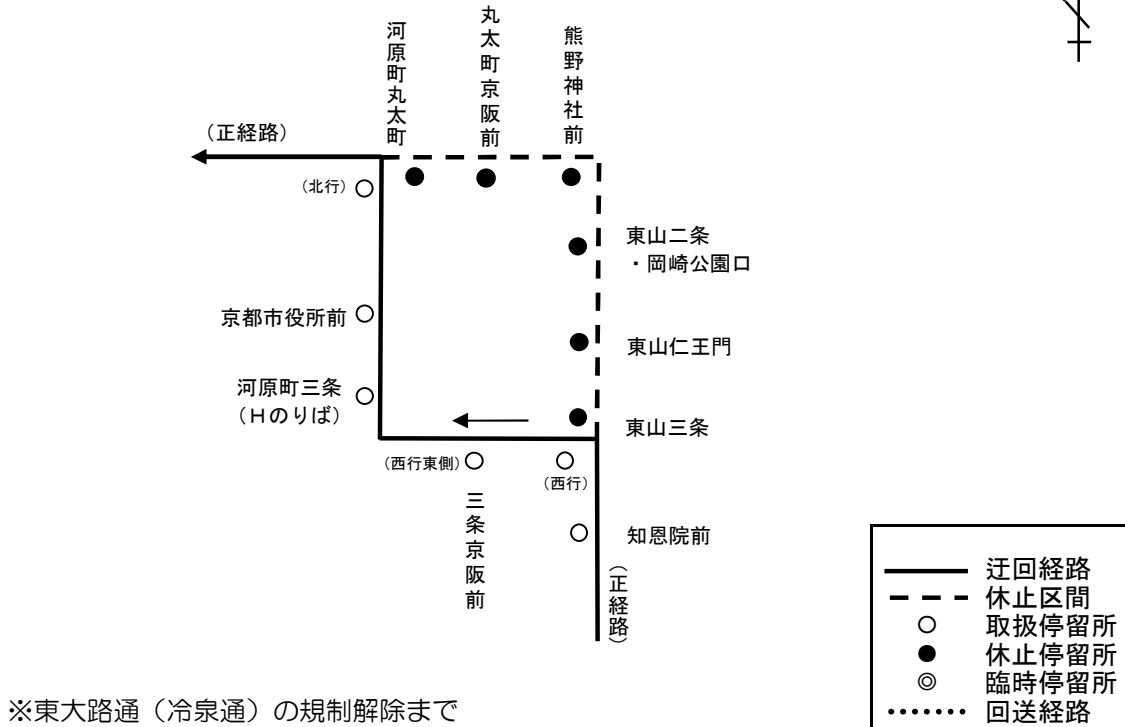 河原町丸太町
丸太町京阪前
熊野神社前
（正経路）
（北行）
東山二条
・岡崎公園口
京都市役所前
東山仁王門
河原町三条
（Hのりば）
東山三条
（西行東側）
（西行）
三条京阪前
知恩院前
（正経路）
迂回経路
休止区間
取扱停留所
休止停留所
臨時停留所
回送経路
※東大路通（冷泉通）の規制解除まで